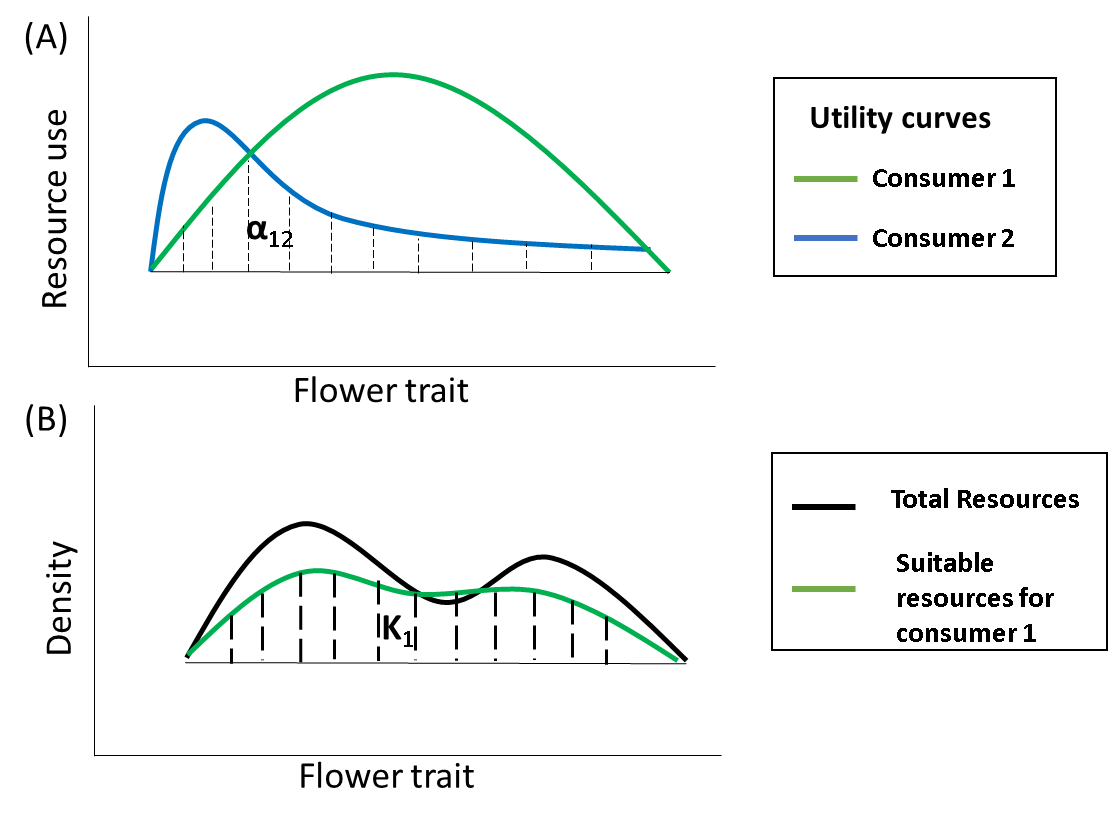 (A)
Resource use
α12
Flower trait
Utility curves
Consumer 1
Consumer 2
(B)
Density
K1
Flower trait
Total Resources
Suitable
resources for
consumer 1